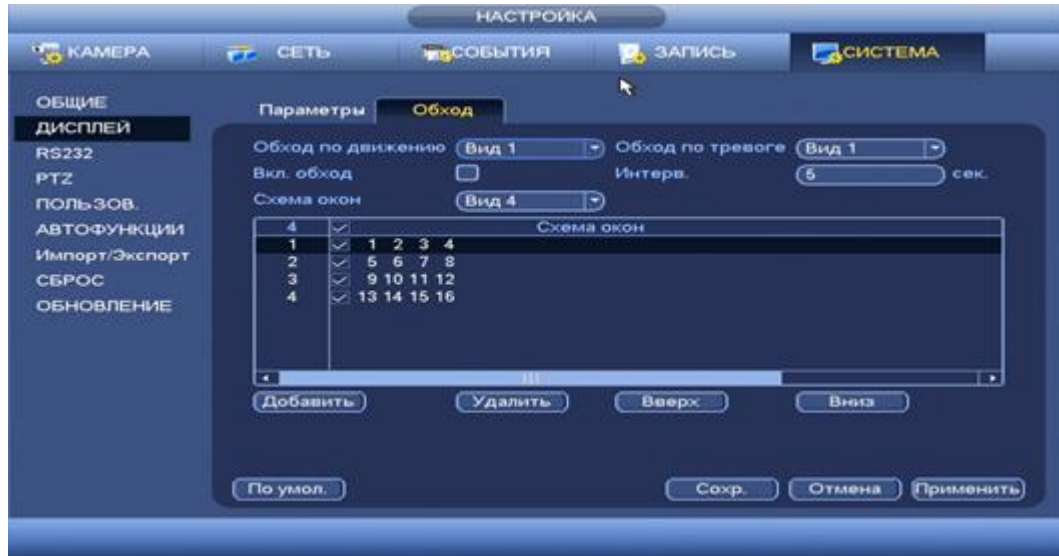 НАСТРОЙКА
КАМЕРА СЕТЬ СОБЫТИЯ ЗАПИСЬ СИСТЕМА
ОБЩИЕ
ДИСПЛЕЙ
RS232
PTZ
ПОЛЬЗОВ.
АВТОФУНКЦИИ
Импорт/Экспорт
СБРОС
ОБНОВЛЕНИЕ
Параметры Обход
Обход по движению Вид 1 Обход по тревоге Вид 1
Вкл. обход Интерв. 5 сек.
Схема окон Вид 4
4 Схема окон
1 1 2 3 4
2 5 6 7 8
3 9 10 11 12
4 13 14 15 16
Добавить Удалить Вверх Вниз
По умол. Сохр. Отмена Применить